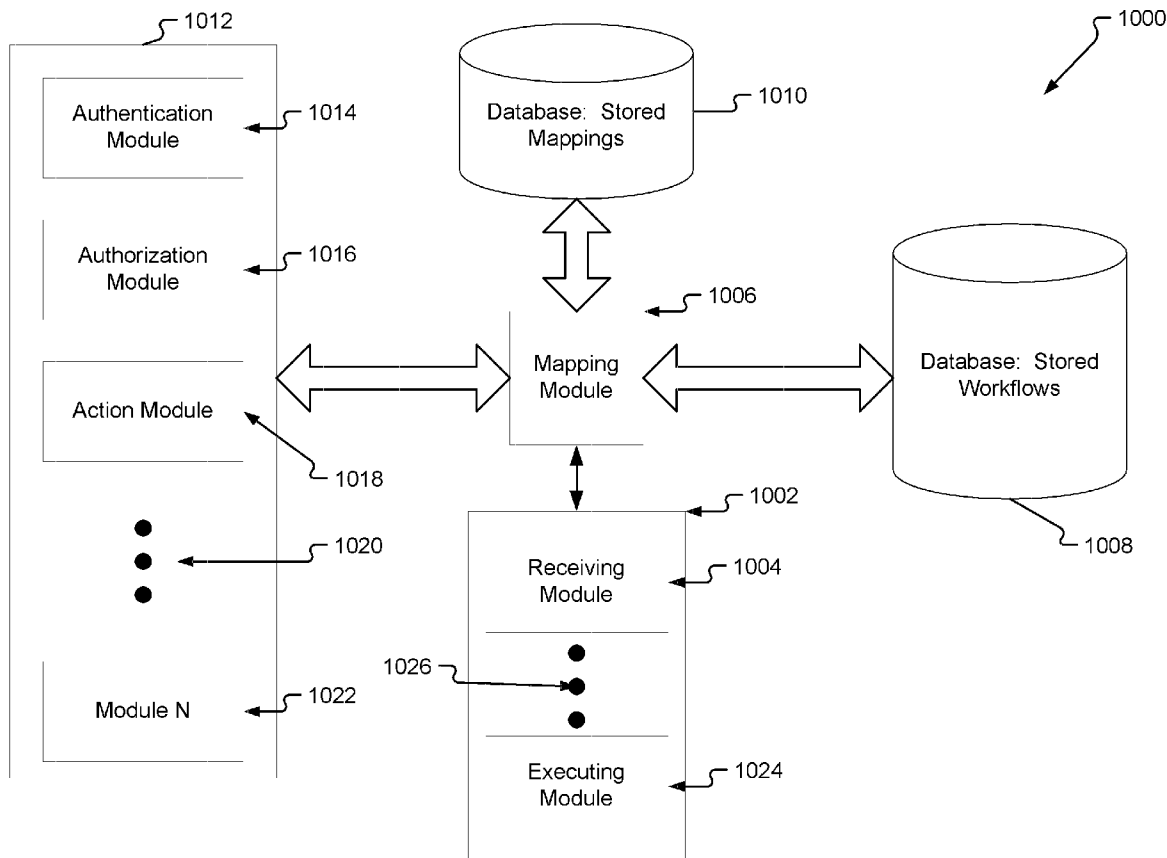 1012
1000
Authentication
Module
1014
Database: Stored
Mappings
1010
Authorization
Module
1016
1006
Mapping
Module
Database: Stored
Workflows
Action Module
1018
1002
1008
1020
Receiving
Module
1004
1026
Module N
1022
Executing
Module
1024